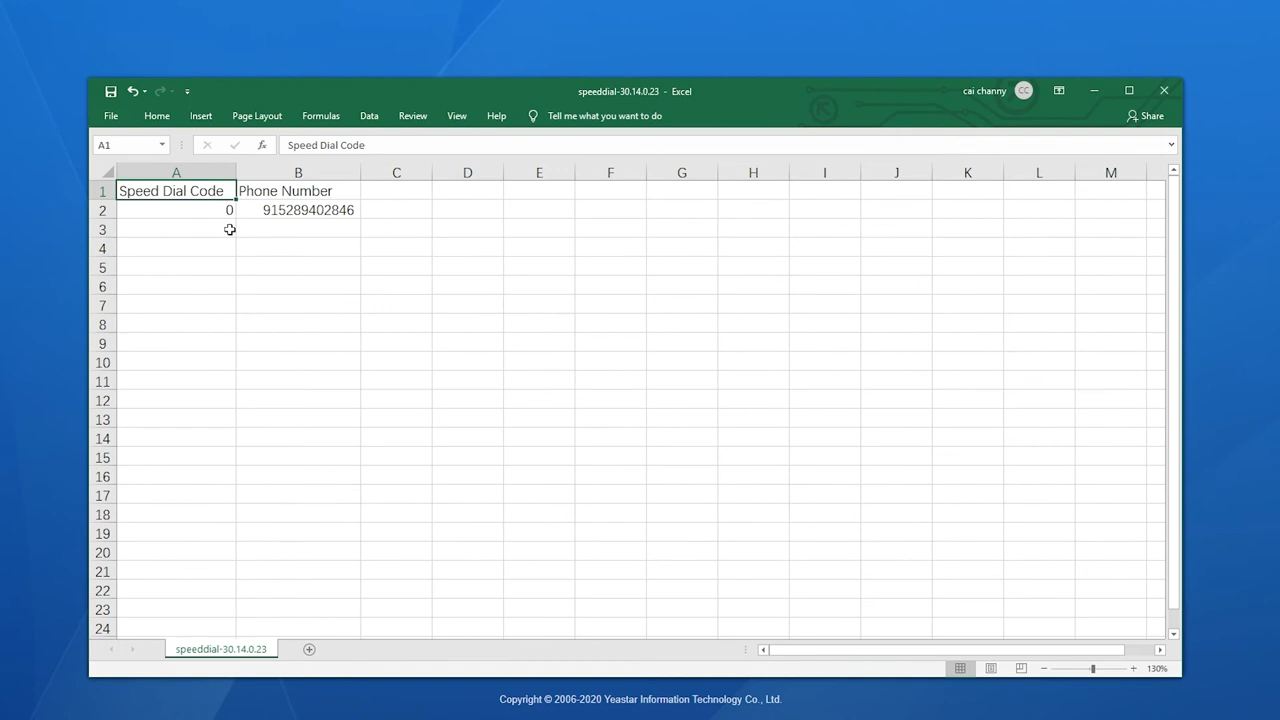 speeddial-30.14.0.23 - Excel
cai channy CC
File Home Insert Page Layout Formulas Data Review View Help Tell me what you want to do Share
A1 fx Speed Dial Code
A B C D E F G H I J K L M
1 Speed Dial Code Phone Number
2 0 915289402846
3
4
5
6
7
8
9
10
11
12
13
14
15
16
17
18
19
20
21
22
23
24
speeddial-30.14.0.23
130%
Copyright © 2006-2020 Yeastar Information Technology Co., Ltd.